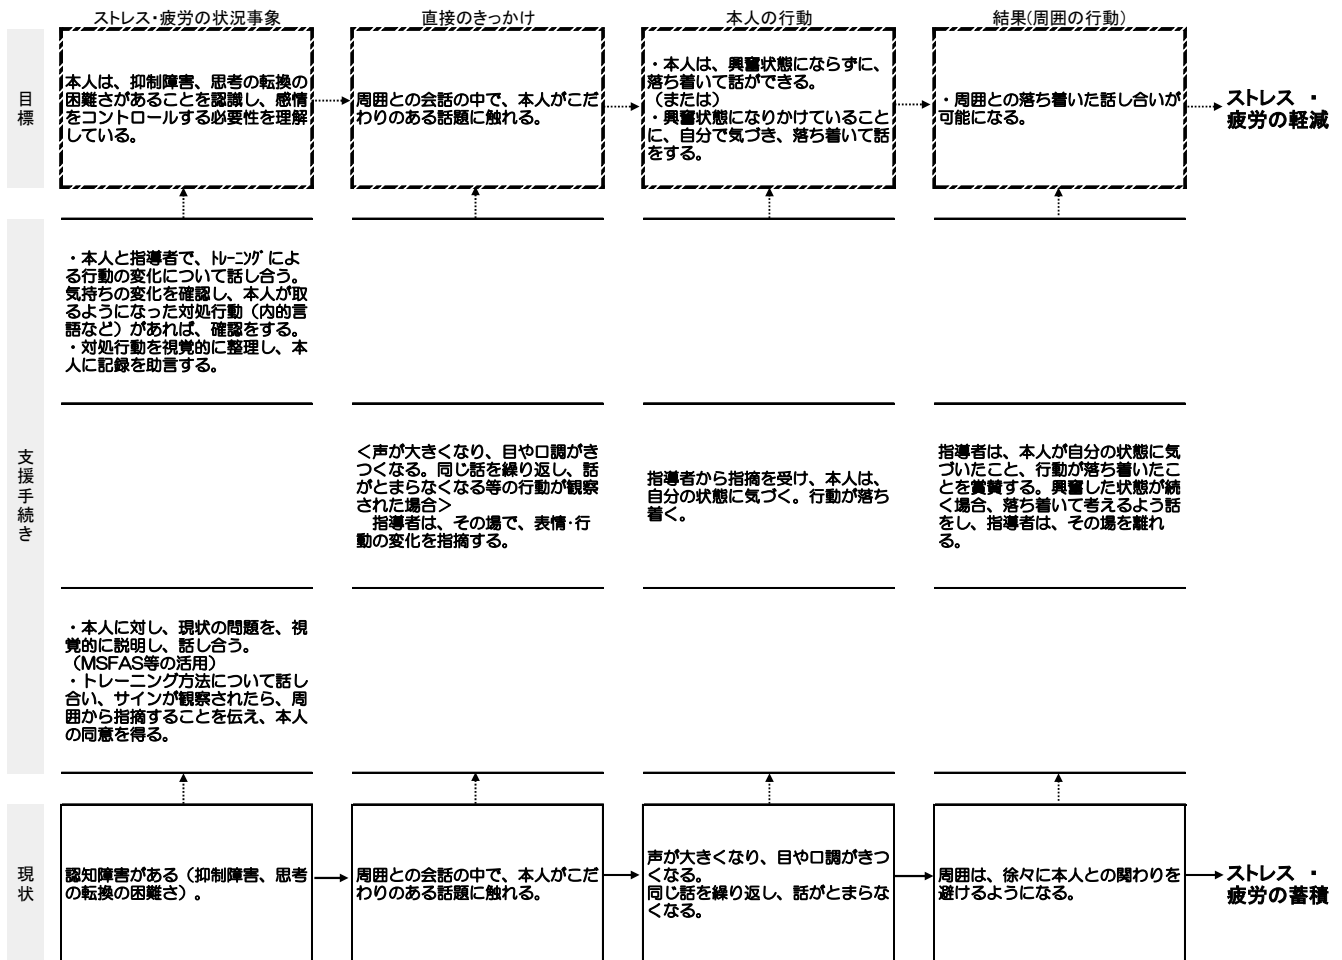 ストレス・疲労の状況事象
直接のきっかけ
本人の行動
結果(周囲の行動)
目標
本人は、抑制障害、思考の転換の
困難さがあることを認識し、感情
をコントロールする必要性を理解
している。
周囲との会話の中で、本人がこだ
わりのある話題に触れる。
・本人は、興奮状態にならずに、
落ち着いて話ができる。
（または）
・興奮状態になりかけていること
に、自分で気づき、落ち着いて話
をする。
・周囲との落ち着いた話し合いが
可能になる。
ストレス ・
疲労の軽減
支援手続き
・本人と指導者で、ﾄﾚｰﾆﾝｸﾞによ
る行動の変化について話し合う。
気持ちの変化を確認し、本人が取
るようになった対処行動（内的言
語など）があれば、確認をする。
・対処行動を視覚的に整理し、本
人に記録を助言する。
＜声が大きくなり、目や口調がき
つくなる。同じ話を繰り返し、話
がとまらなくなる等の行動が観察
された場合＞
　指導者は、その場で、表情･行
動の変化を指摘する。
指導者から指摘を受け、本人は、
自分の状態に気づく。行動が落ち
着く。
指導者は、本人が自分の状態に気
づいたこと、行動が落ち着いたこ
とを賞賛する。興奮した状態が続
く場合、落ち着いて考えるよう話
をし、指導者は、その場を離れ
る。
・本人に対し、現状の問題を、視
覚的に説明し、話し合う。
（MSFAS等の活用）
・トレーニング方法について話し
合い、サインが観察されたら、周
囲から指摘することを伝え、本人
の同意を得る。
現状
認知障害がある（抑制障害、思考
の転換の困難さ）。
周囲との会話の中で、本人がこだ
わりのある話題に触れる。
声が大きくなり、目や口調がきつ
くなる。
同じ話を繰り返し、話がとまらな
くなる。
周囲は、徐々に本人との関わりを
避けるようになる。
ストレス ・
疲労の蓄積